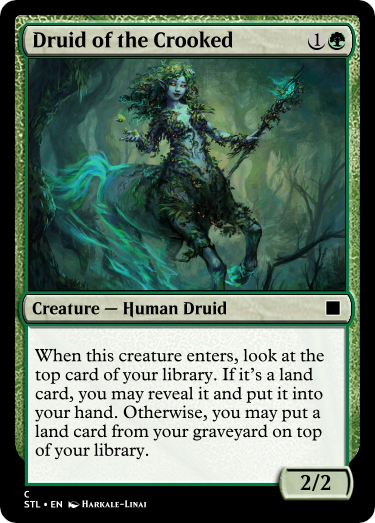 Druid of the Crooked 1
Creature — Human Druid
When this creature enters, look at the
top card of your library. If it's a land
card, you may reveal it and put it into
your hand. Otherwise, you may put a
land card from your graveyard on top
of your library.
2/2
C
STL • EN Harkale-Linai